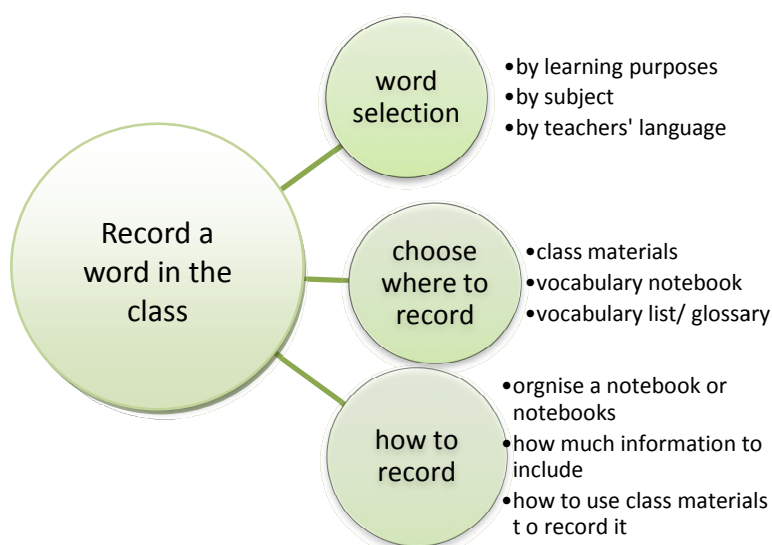 Record a
word in the
class
word
selection
•by learning purposes
•by subject
•by teachers' language
choose
where to
record
•class materials
•vocabulary notebook
•vocabulary list/ glossary
how to
record
•orgnise a notebook or
notebooks
•how much information to
include
•how to use class materials
t o record it